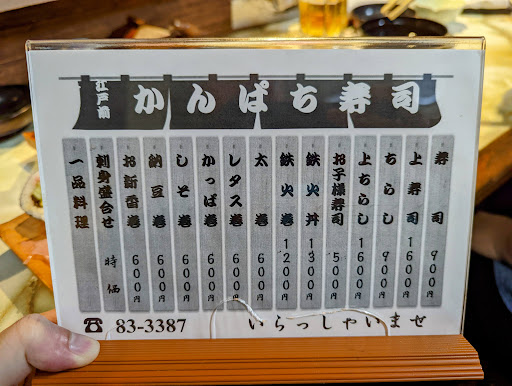 江戸前
かんぱち寿司
寿司 900円
上寿司 1600円
ちらし 900円
上ちらし 1600円
お子様寿司 500円
鉄火丼 1300円
鉄火巻 1200円
太巻 600円
レタス巻 600円
かっぱ巻 600円
しそ巻 600円
納豆巻 600円
お新香巻 600円
刺身盛合せ 時価
一品料理
☎ 83-3387 いらっしゃいませ